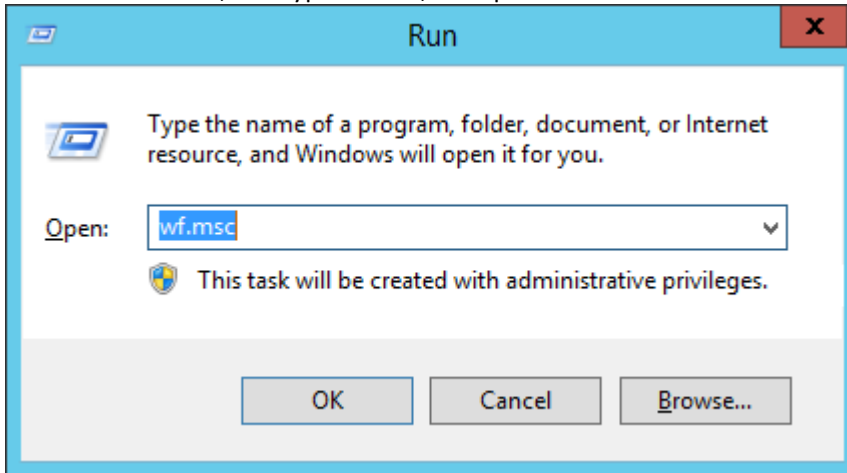 Run
x
Type the name of a program, folder, document, or Internet
resource, and Windows will open it for you.
Open: wf.msc
This task will be created with administrative privileges.
OK Cancel Browse...